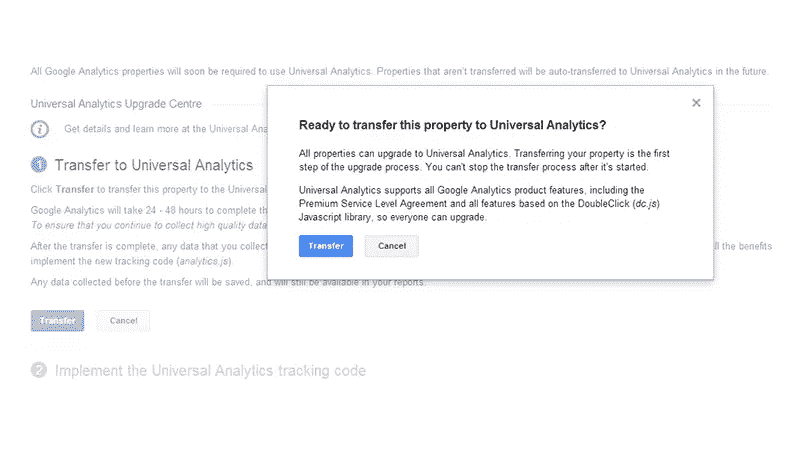 All Google Analytics properties will soon be required to use Universal Analytics. Properties that aren't transferred will be auto-transferred to Universal Analytics in the future.
Universal Analytics Upgrade Centre
Get details and learn more at the Universal Ana
1 Transfer to Universal Analytics
Click Transfer to transfer this property to the Universal
Google Analytics will take 24 - 48 hours to complete th
To ensure that you continue to collect high quality data
After the transfer is complete, any data that you collec
all the benefits
implement the new tracking code (analytics.js).
Any data collected before the transfer will be saved, and will still be available in your reports.
Transfer
Cancel
2 Implement the Universal Analytics tracking code
Ready to transfer this property to Universal Analytics?
All properties can upgrade to Universal Analytics. Transferring your property is the first
step of the upgrade process. You can't stop the transfer process after it's started.
Universal Analytics supports all Google Analytics product features, including the
Premium Service Level Agreement and all features based on the DoubleClick (dc.js)
Javascript library, so everyone can upgrade.
Transfer
Cancel